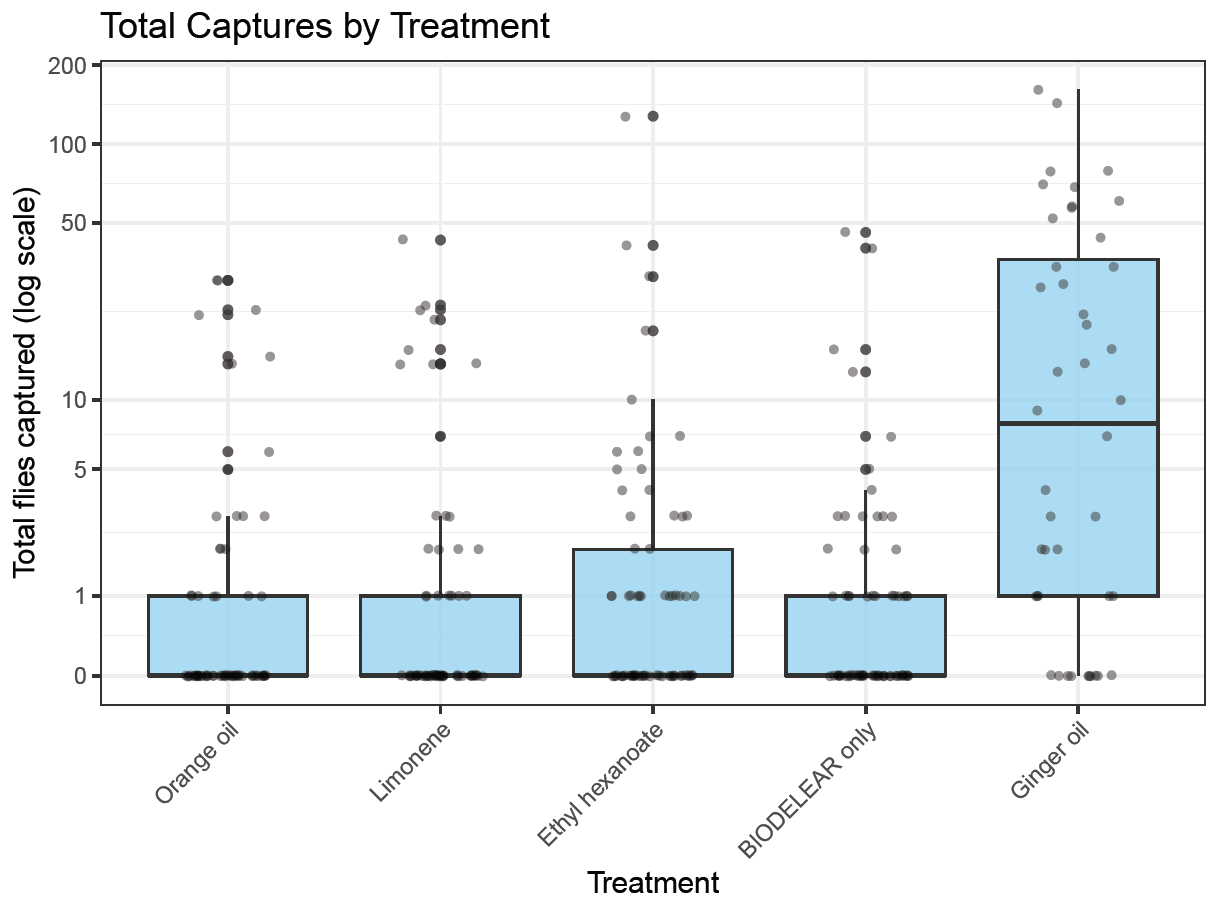 Total Captures by Treatment
Total flies captured (log scale)
200
100
50
10
5
1
0
Orange oil
Limonene
Ethyl hexanoate
BIODELEAR only
Ginger oil
Treatment